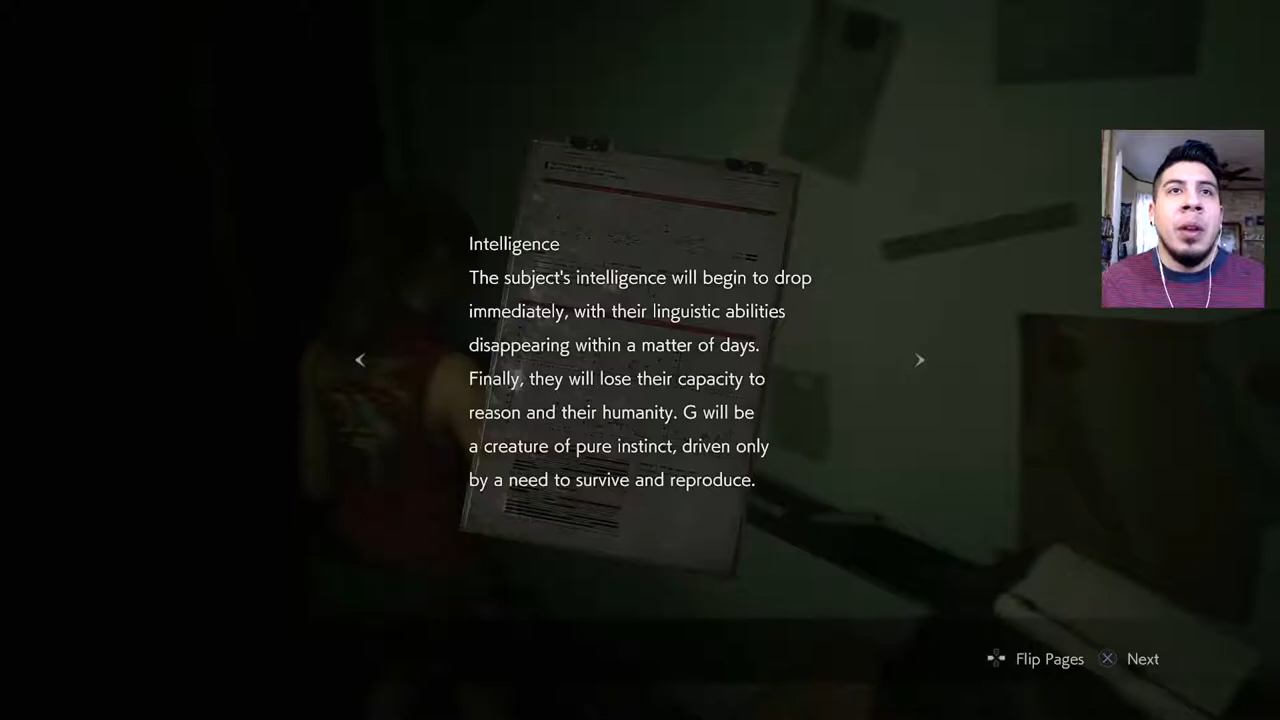 Intelligence
The subject's intelligence will begin to drop
immediately, with their linguistic abilities
disappearing within a matter of days.
Finally, they will lose their capacity to
reason and their humanity. G will be
a creature of pure instinct, driven only
by a need to survive and reproduce.
Flip Pages Next